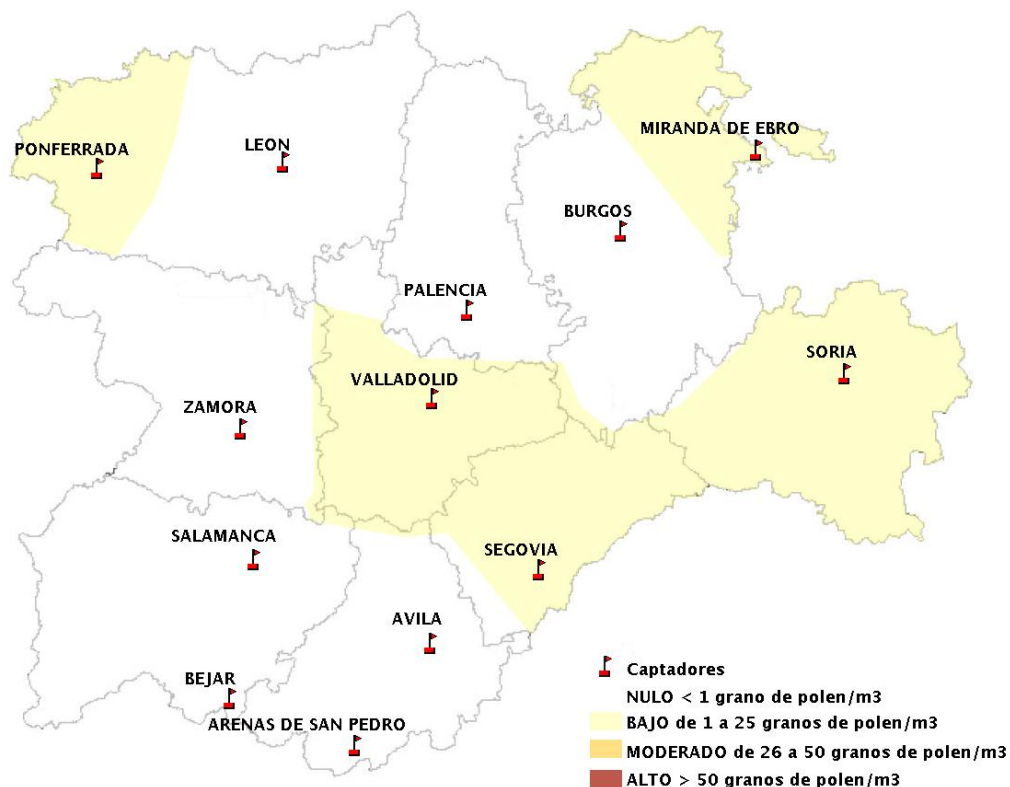 MIRANDA DE EBRO
PONFERRADA
LEON
BURGOS
PALENCIA
SORIA
VALLADOLID
ZAMORA
SALAMANCA
SEGOVIA
AVILA
BEJAR
ARENAS DE SAN PEDRO
Captadores
NULO < 1 grano de polen/m3
BAJO de 1 a 25 granos de polen/m3
MODERADO de 26 a 50 granos de polen/m3
ALTO > 50 granos de polen/m3